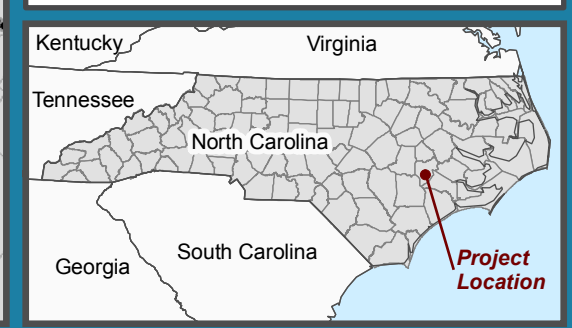 Kentucky
Virginia
Tennessee
North Carolina
South Carolina
Georgia
Project
Location